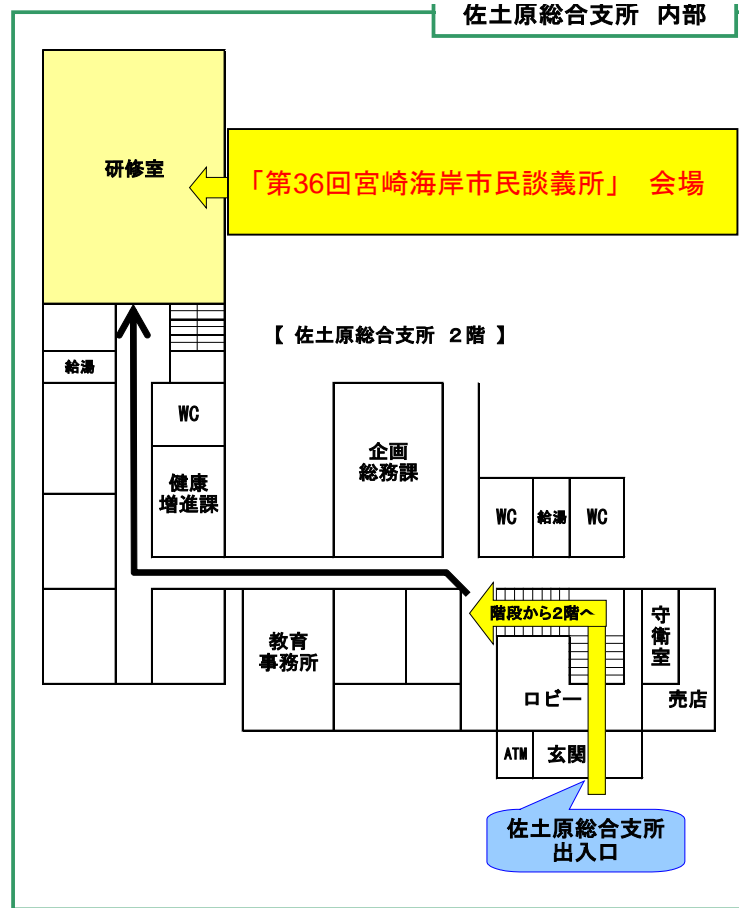 佐土原総合支所 内部
研修室
「第36回宮崎海岸市民談義所」 会場
【 佐土原総合支所 2階 】
給湯
WC
企画
総務課
健康
増進課
WC
給湯
WC
階段から2階へ
守
衛
室
教育
事務所
ロビー
売店
ATM
玄関
佐土原総合支所
出入口